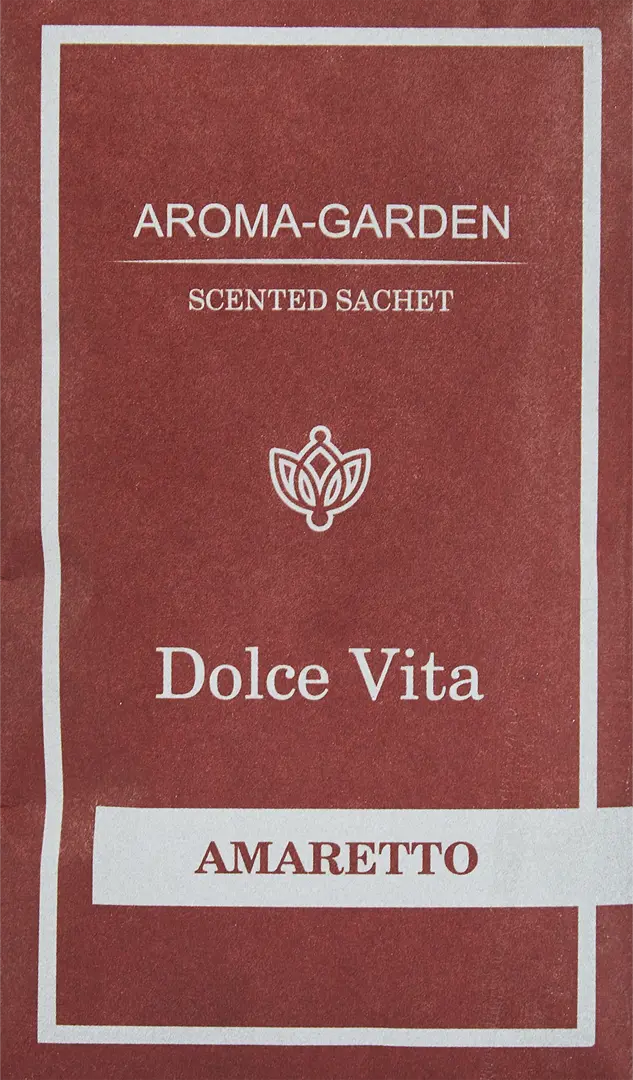 AROMA-GARDEN
SCENTED SACHET
Dolce Vita
AMARETTO